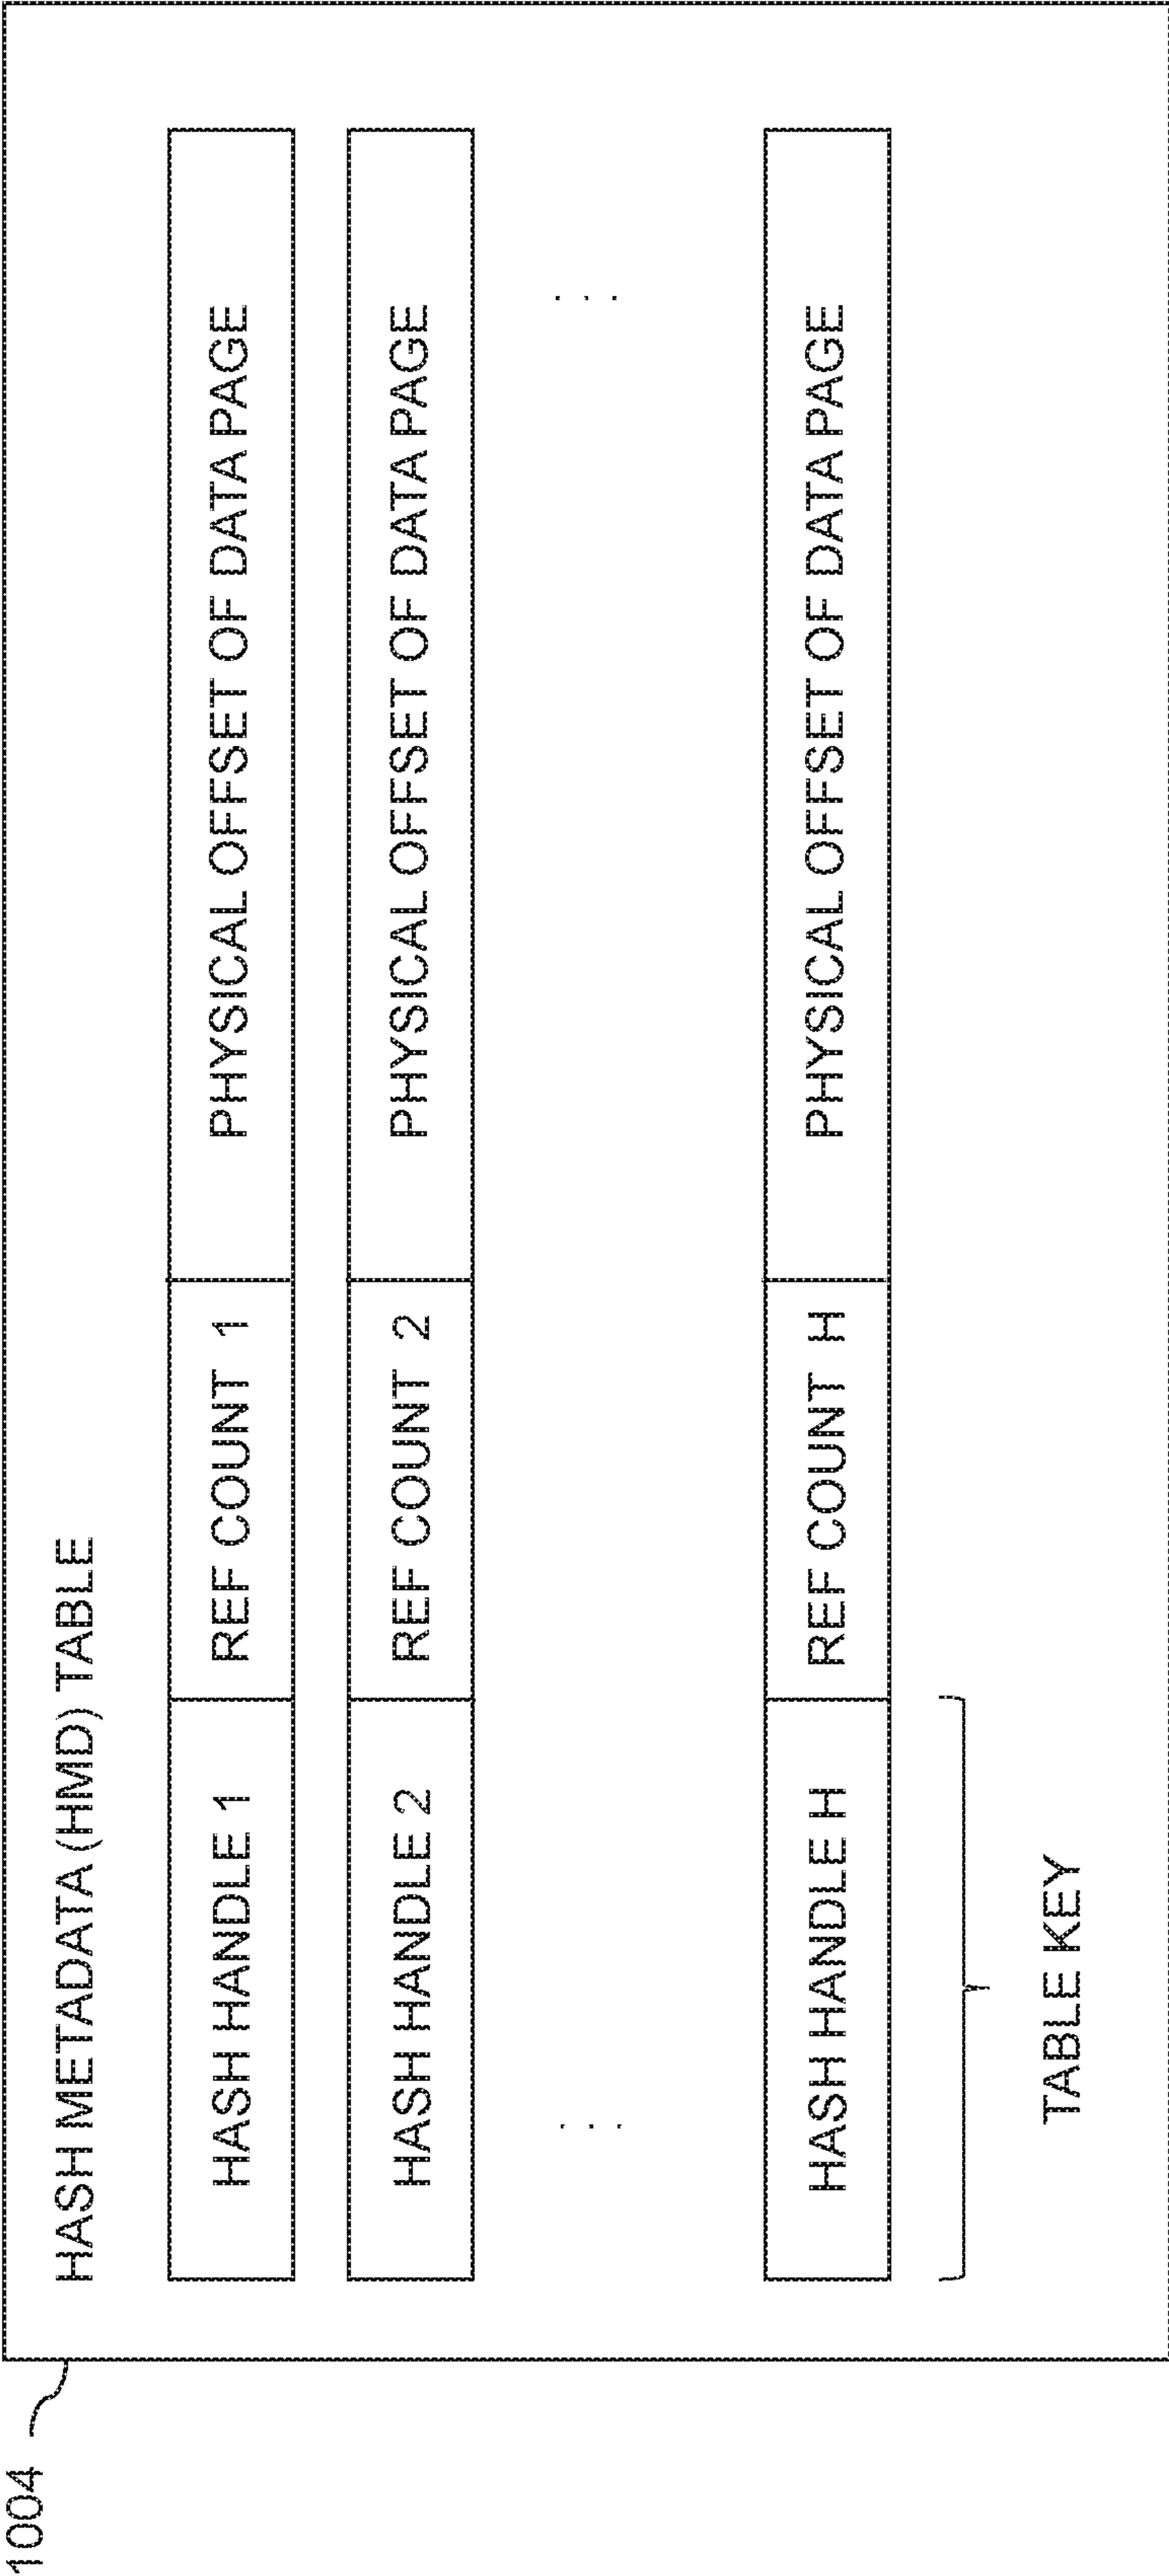 1004
HASH METADATA (HMD) TABLE
HASH HANDLE 1 REF COUNT 1 PHYSICAL OFFSET OF DATA PAGE
HASH HANDLE 2 REF COUNT 2 PHYSICAL OFFSET OF DATA PAGE
. . . . . .
HASH HANDLE H REF COUNT H PHYSICAL OFFSET OF DATA PAGE
TABLE KEY